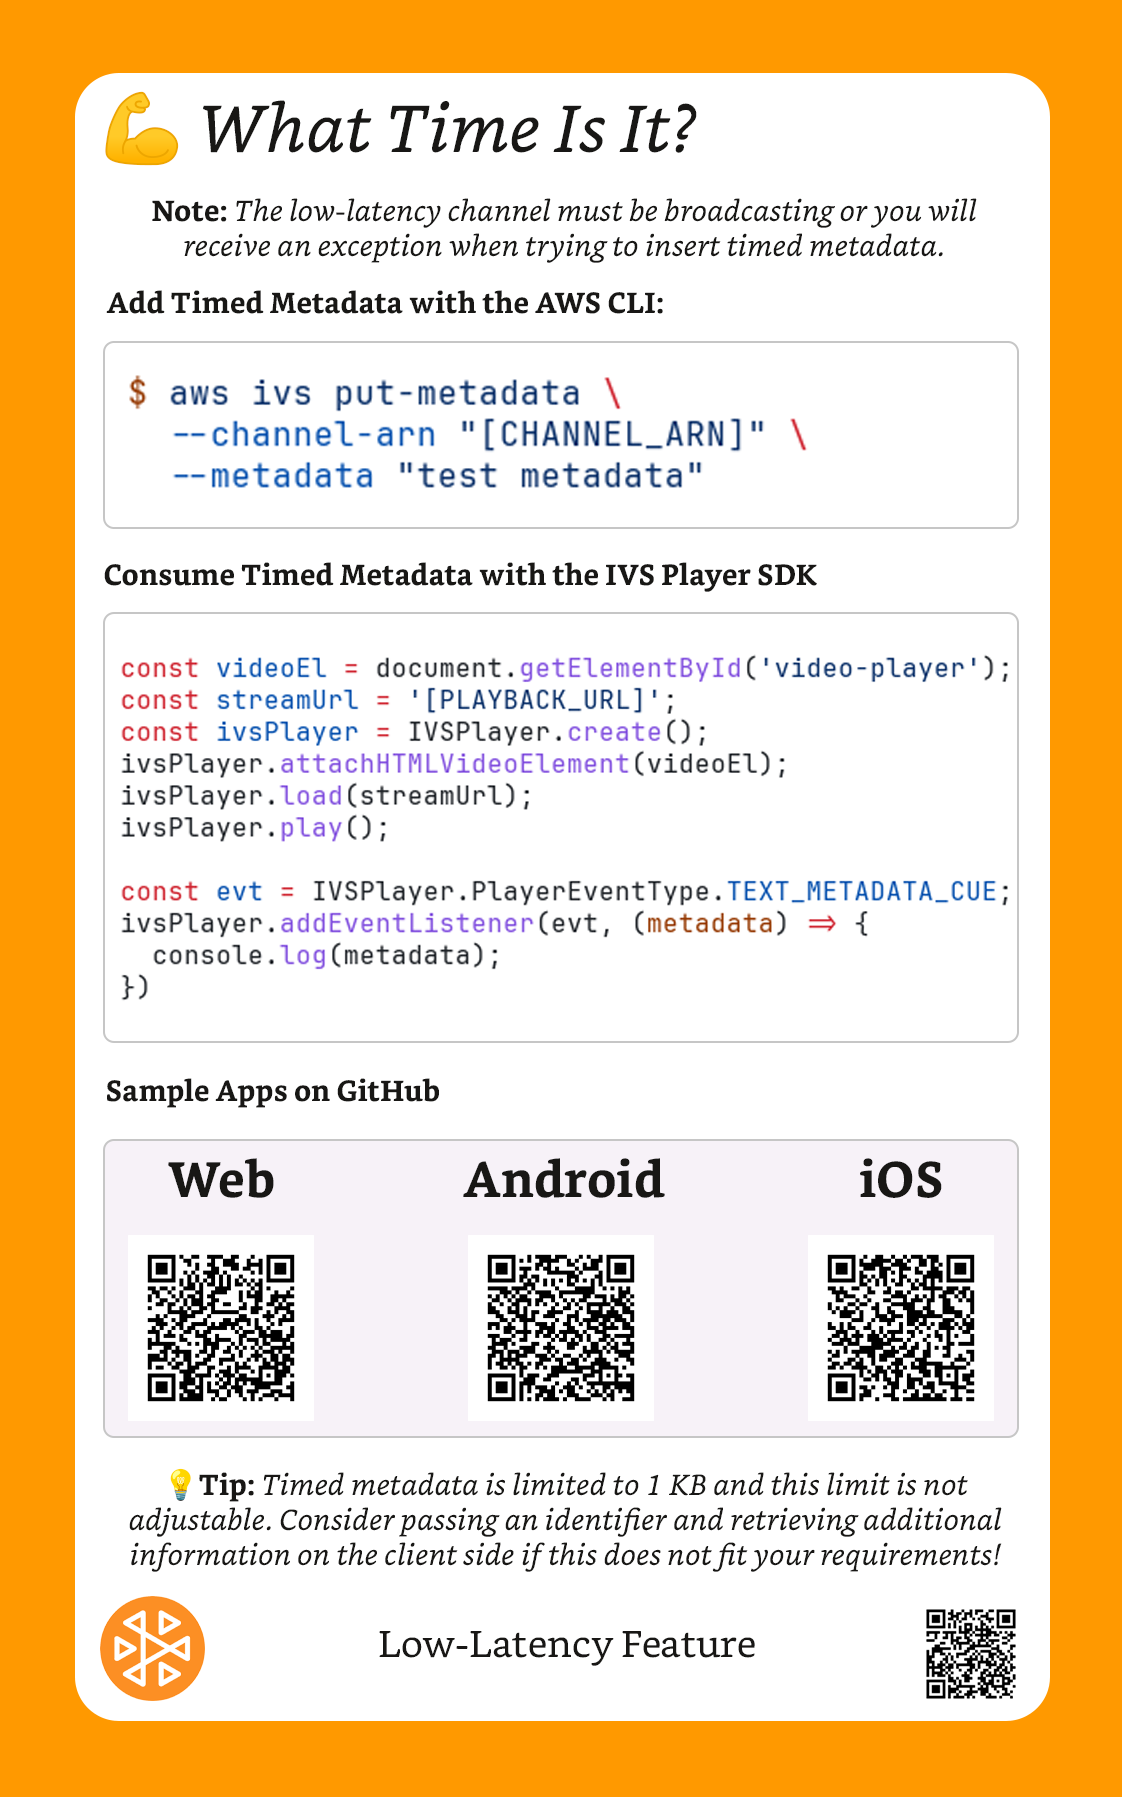 💪 What Time Is It?
Note: The low-latency channel must be broadcasting or you will
receive an exception when trying to insert timed metadata.
Add Timed Metadata with the AWS CLI:
$ aws ivs put-metadata \
  --channel-arn "[CHANNEL_ARN]" \
  --metadata "test metadata"
Consume Timed Metadata with the IVS Player SDK
const videoEl = document.getElementById('video-player');
const streamUrl = '[PLAYBACK_URL]';
const ivsPlayer = IVSPlayer.create();
ivsPlayer.attachHTMLVideoElement(videoEl);
ivsPlayer.load(streamUrl);
ivsPlayer.play();
const evt = IVSPlayer.PlayerEventType.TEXT_METADATA_CUE;
ivsPlayer.addEventListener(evt, (metadata) => {
  console.log(metadata);
})
Sample Apps on GitHub
Web Android iOS
💡Tip: Timed metadata is limited to 1 KB and this limit is not
adjustable. Consider passing an identifier and retrieving additional
information on the client side if this does not fit your requirements!
Low-Latency Feature